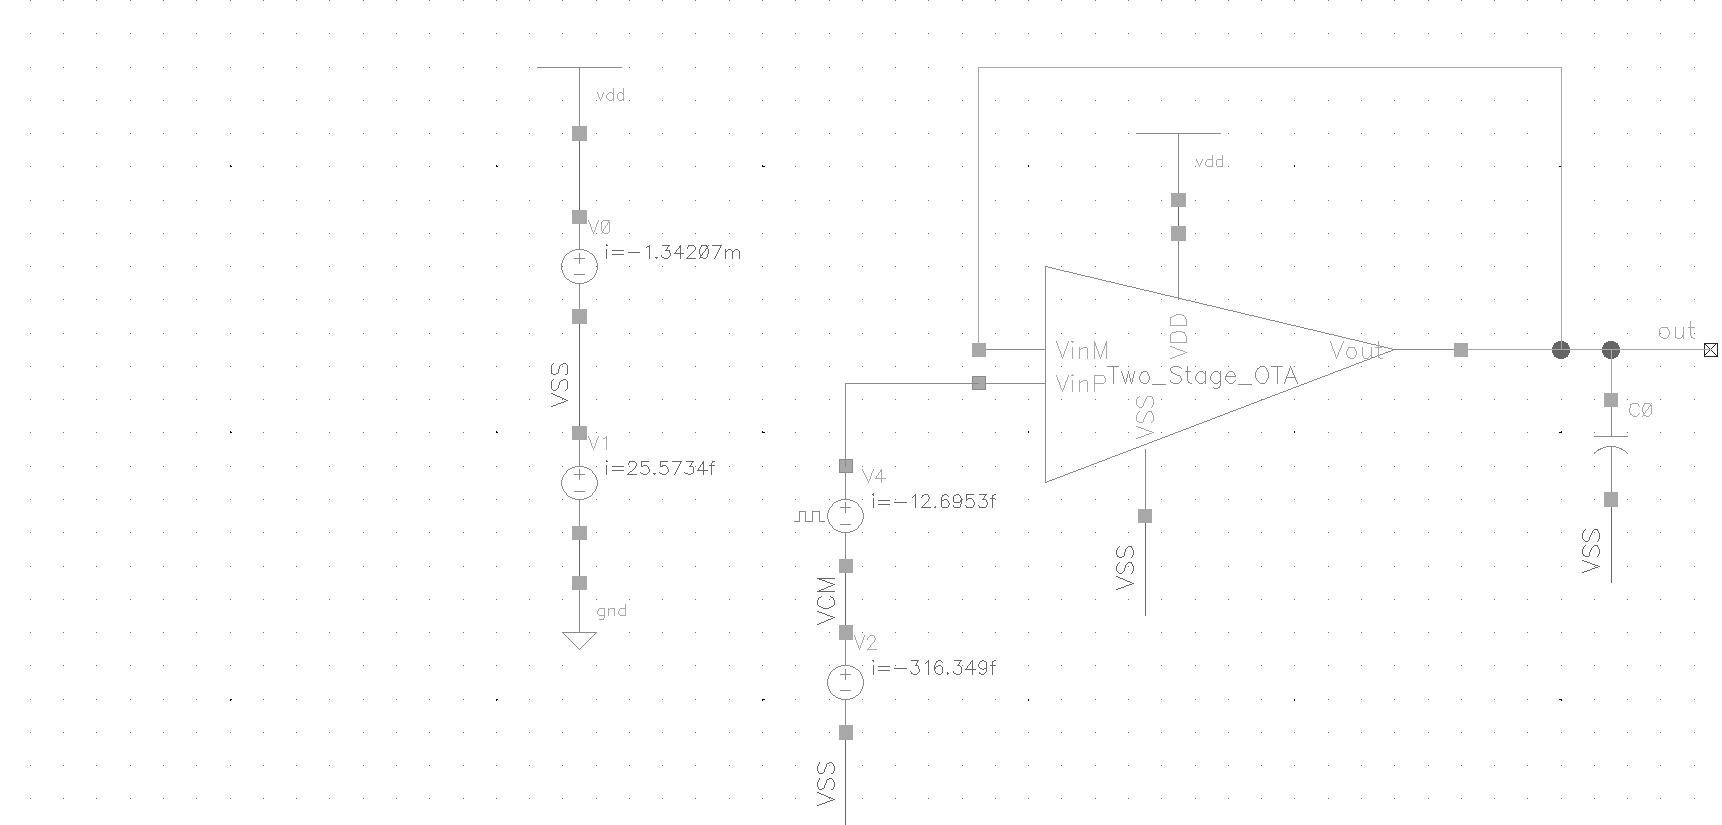 vdd
vdd
V0
i=-1.34207m
out
VinM
VDD
Vout
VinP
Two_Stage_OTA
VSS
VSS
C0
V1
i=25.5734f
V4
i=-12.6953f
VSS
VSS
VCM
gnd
V2
i=-316.349f
VSS